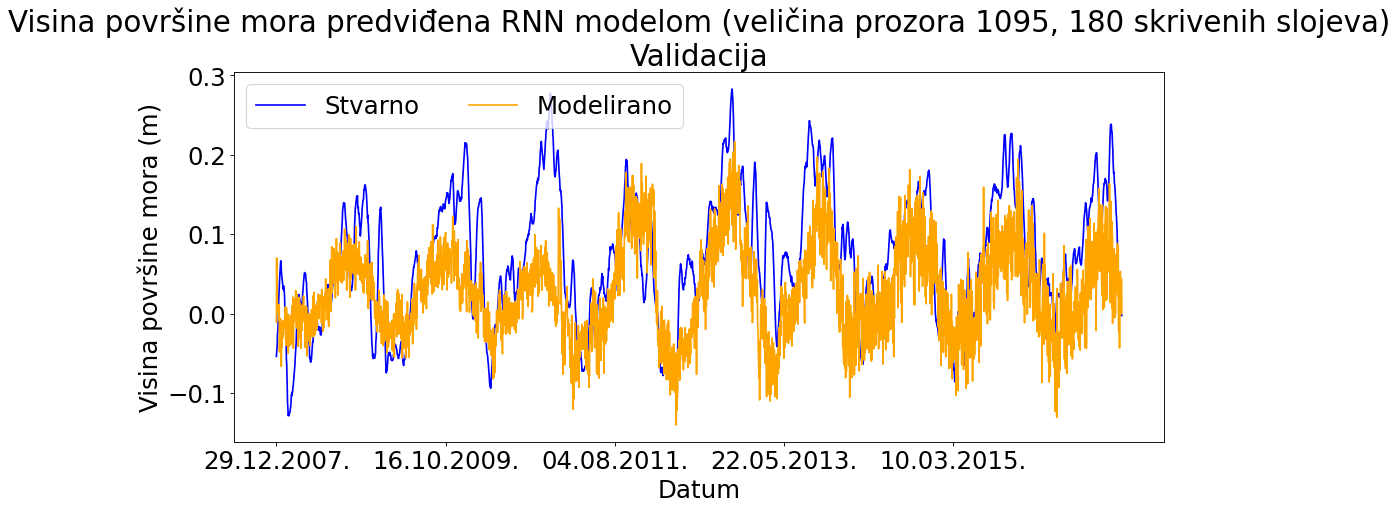 Visina površine mora predviđena RNN modelom (veličina prozora 1095, 180 skrivenih slojeva)
Validacija
Stvarno Modelirano
Visina površine mora (m)
0.3
0.2
0.1
0.0
−0.1
29.12.2007. 16.10.2009. 04.08.2011. 22.05.2013. 10.03.2015.
Datum